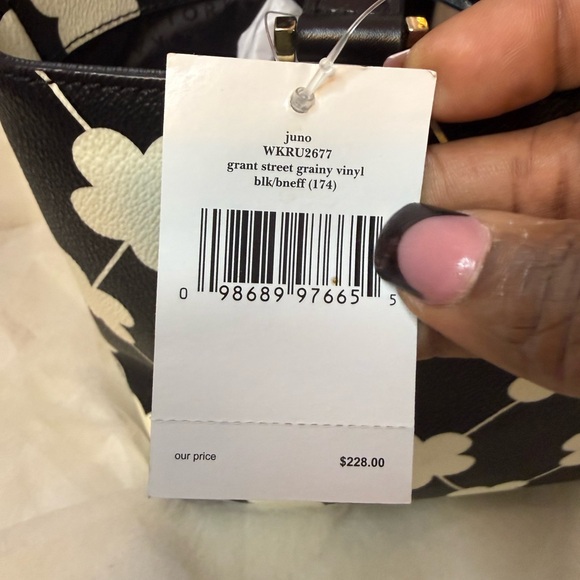 juno
WKRU2677
grant street grainy vinyl
blk/bneff (174)
0 98689 97665 5
our price
$228.00